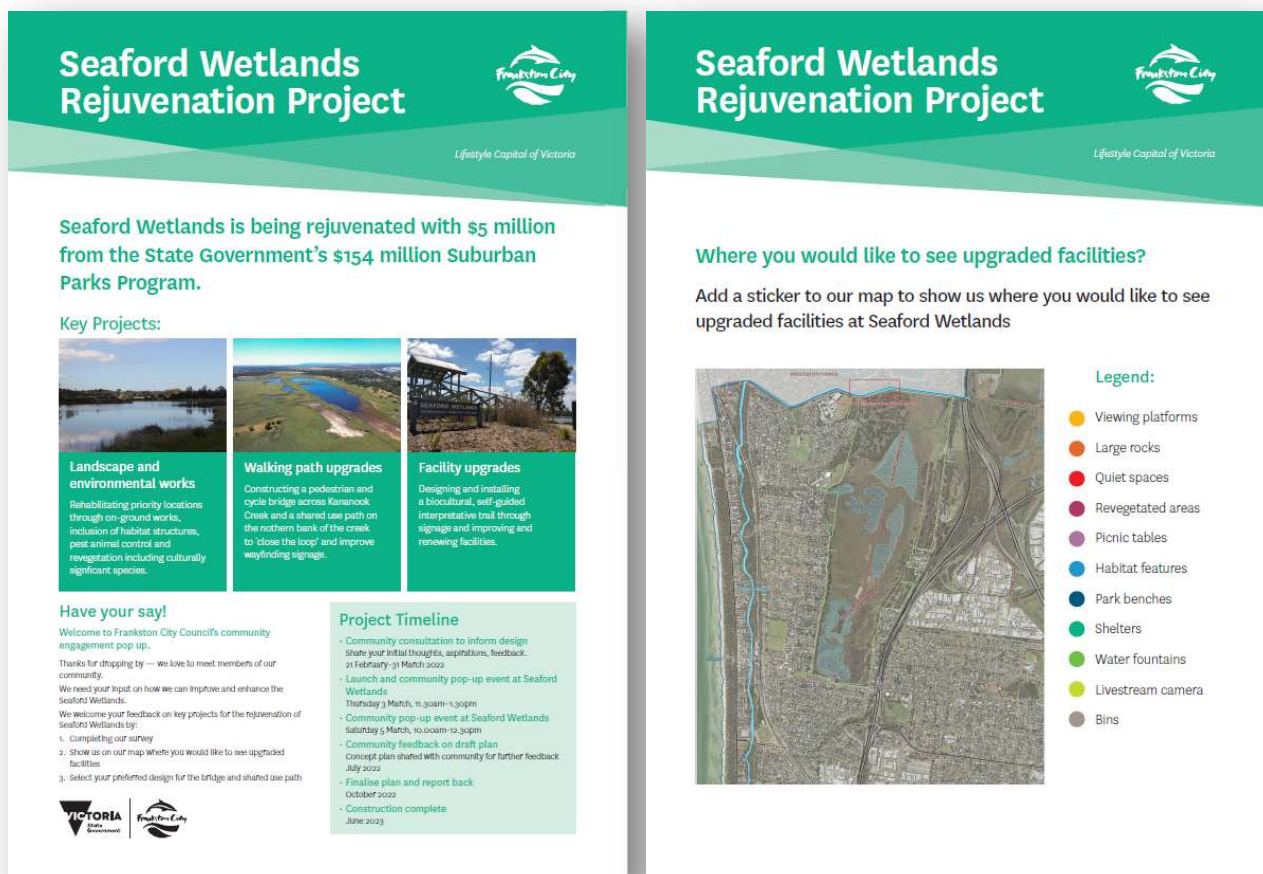 Seaford Wetlands
Rejuvenation Project
Frankston City
Lifestyle Capital of Victoria
Seaford Wetlands is being rejuvenated with $5 million
from the State Government's $154 million Suburban
Parks Program.
Key Projects:
SEAFORD WETLANDS
Landscape and
environmental works
Rehabilitating priority locations
through on-ground works,
inclusion of habitat structures,
pest animal control and
revegetation including culturally
signficant species.
Walking path upgrades
Constructing a pedestrian and
cycle bridge across Kananook
Creek and a shared use path on
the nothern bank of the creek
to 'close the loop' and improve
wayfinding signage.
Facility upgrades
Designing and installing
a biocultural, self-guided
interpretative trail through
signage and improving and
renewing facilities.
Have your say!
Welcome to Frankston City Council's community
engagement pop up.
Thanks for dropping by — we love to meet members of our
community.
We need your input on how we can improve and enhance the
Seaford Wetlands.
We welcome your feedback on key projects for the rejuvenation of
Seaford Wetlands by:
1. Completing our survey
2. Show us on our map where you would like to see upgraded
facilities
3. Select your preferred design for the bridge and shared use path
Project Timeline
· Community consultation to inform design
Share your initial thoughts, aspirations, feedback.
21 February–31 March 2022
· Launch and community pop-up event at Seaford
Wetlands
Thursday 3 March, 11.30am–1.30pm
· Community pop-up event at Seaford Wetlands
Saturday 5 March, 10.00am–12.30pm
· Community feedback on draft plan
Concept plan shared with community for further feedback
July 2022
· Finalise plan and report back
October 2022
· Construction complete
June 2023
VICTORIA
State
Government
Frankston City
Seaford Wetlands
Rejuvenation Project
Frankston City
Lifestyle Capital of Victoria
Where you would like to see upgraded facilities?
Add a sticker to our map to show us where you would like to see
upgraded facilities at Seaford Wetlands
Legend:
Viewing platforms
Large rocks
Quiet spaces
Revegetated areas
Picnic tables
Habitat features
Park benches
Shelters
Water fountains
Livestream camera
Bins